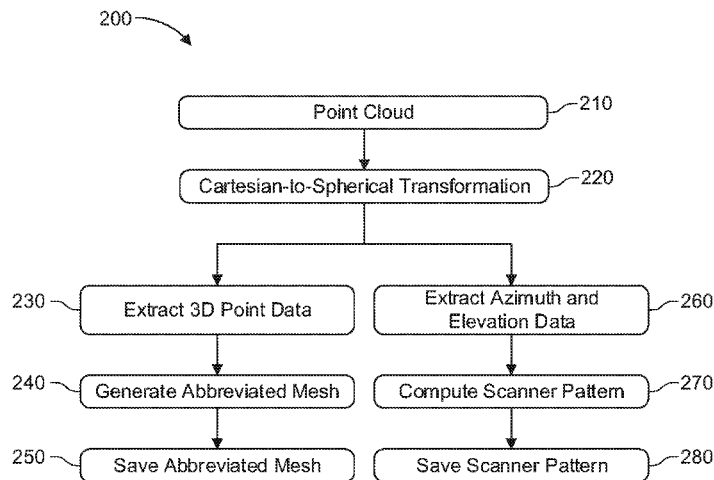 200
Point Cloud
210
Cartesian-to-Spherical Transformation
220
230
Extract 3D Point Data
Extract Azimuth and
Elevation Data
260
240
Generate Abbreviated Mesh
Compute Scanner Pattern
270
250
Save Abbreviated Mesh
Save Scanner Pattern
280